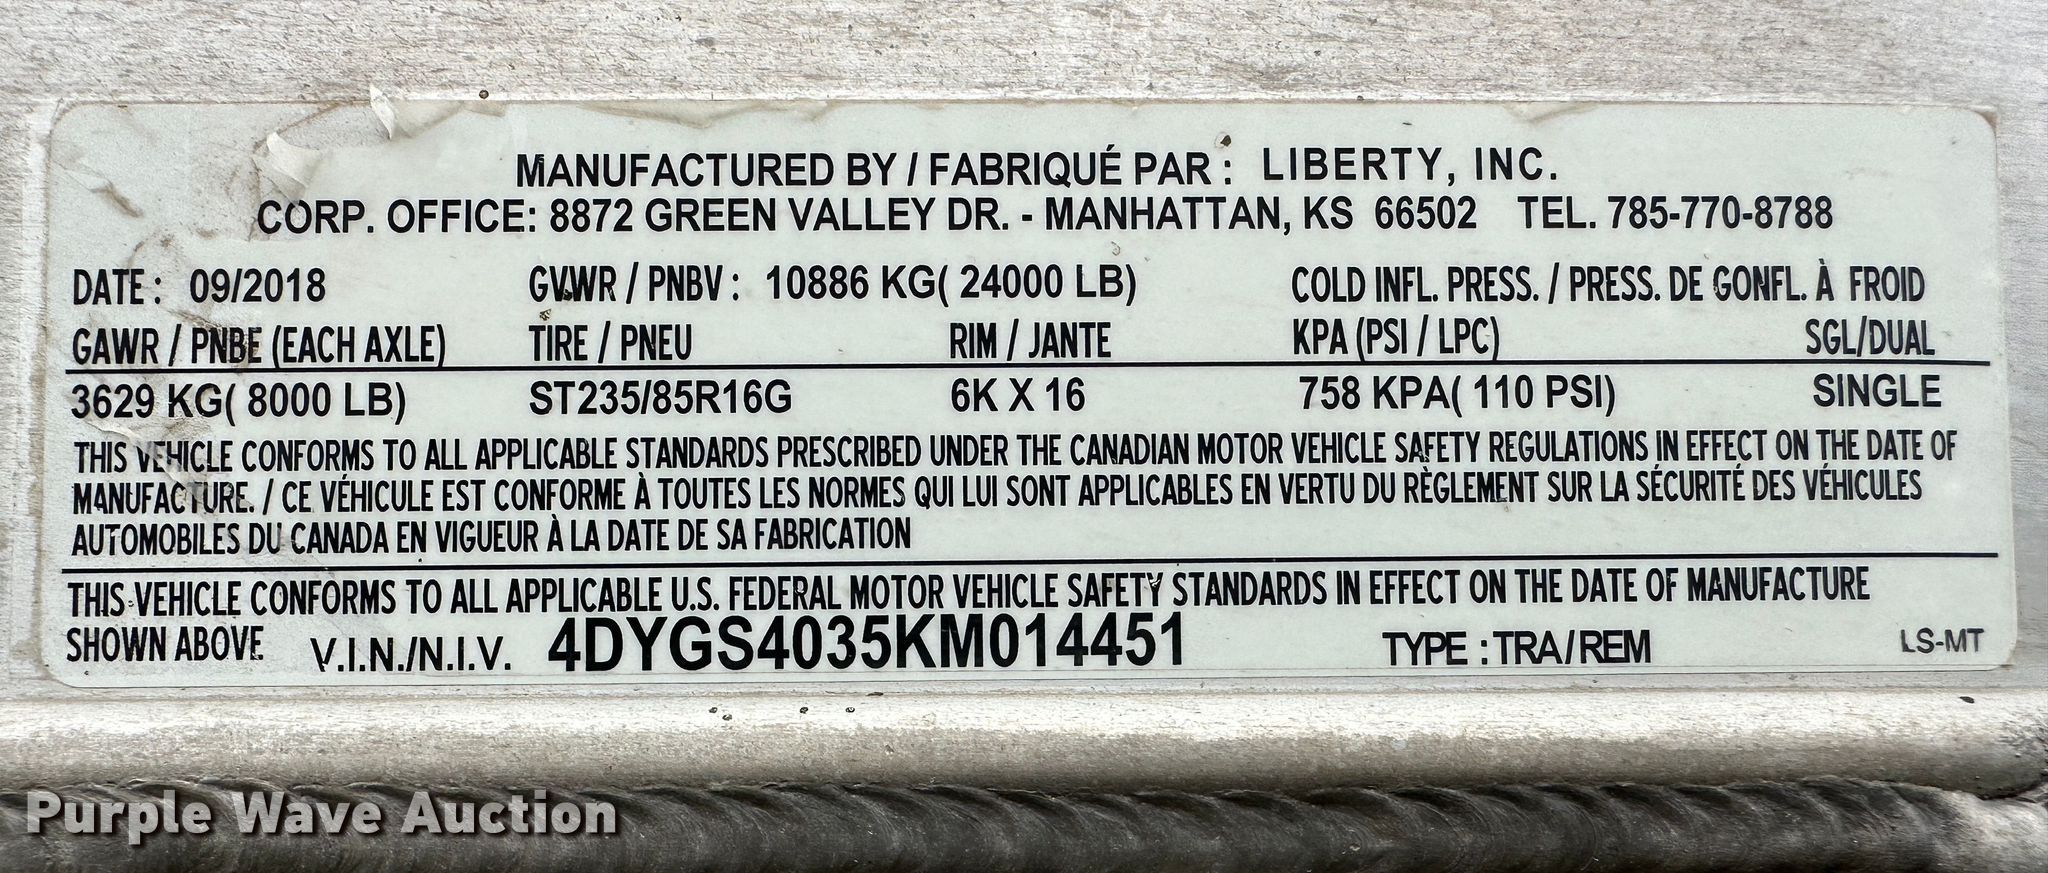 MANUFACTURED BY / FABRIQUÉ PAR : LIBERTY, INC.
CORP. OFFICE: 8872 GREEN VALLEY DR. - MANHATTAN, KS 66502 TEL. 785-770-8788
DATE : 09/2018 GVWR / PNBV : 10886 KG( 24000 LB) COLD INFL. PRESS. / PRESS. DE GONFL. À FROID
GAWR / PNBE (EACH AXLE) TIRE / PNEU RIM / JANTE KPA (PSI / LPC) SGL/DUAL
3629 KG( 8000 LB) ST235/85R16G 6K X 16 758 KPA( 110 PSI) SINGLE
THIS VEHICLE CONFORMS TO ALL APPLICABLE STANDARDS PRESCRIBED UNDER THE CANADIAN MOTOR VEHICLE SAFETY REGULATIONS IN EFFECT ON THE DATE OF
MANUFACTURE. / CE VÉHICULE EST CONFORME À TOUTES LES NORMES QUI LUI SONT APPLICABLES EN VERTU DU RÈGLEMENT SUR LA SÉCURITÉ DES VÉHICULES
AUTOMOBILES DU CANADA EN VIGUEUR À LA DATE DE SA FABRICATION
THIS VEHICLE CONFORMS TO ALL APPLICABLE U.S. FEDERAL MOTOR VEHICLE SAFETY STANDARDS IN EFFECT ON THE DATE OF MANUFACTURE
SHOWN ABOVE. V.I.N./N.I.V. 4DYGS4035KM014451 TYPE : TRA/REM LS-MT
Purple Wave Auction